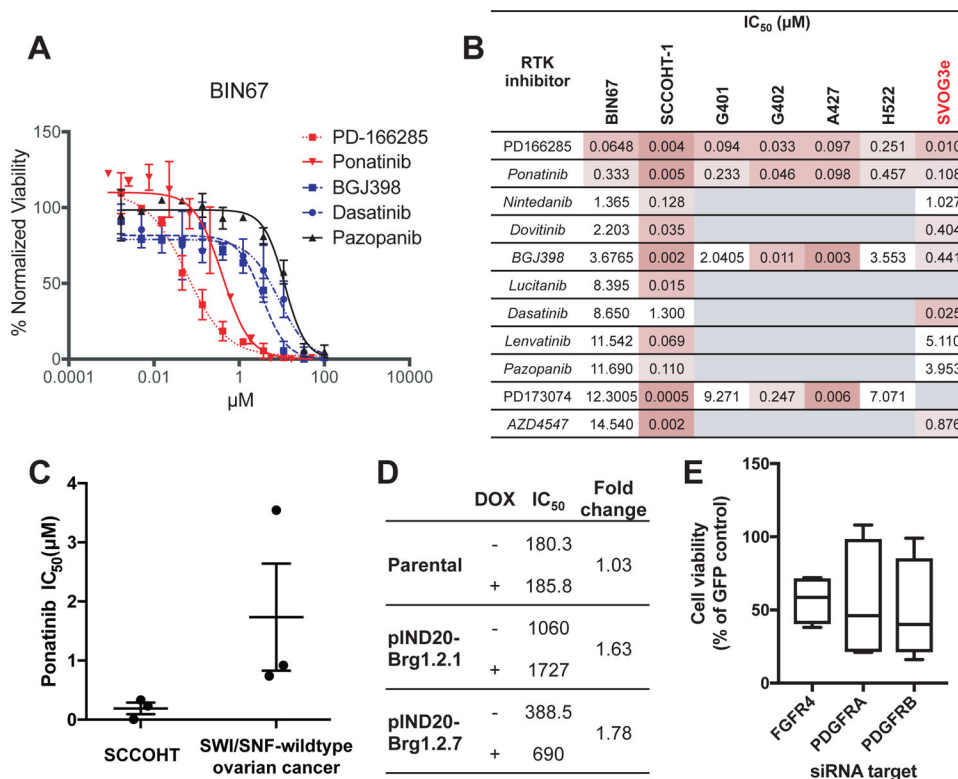 A
BIN67
% Normalized Viability
150
100
50
0
0.0001
0.01
1
100
10000
µM
PD-166285
Ponatinib
BGJ398
Dasatinib
Pazopanib
B
IC50 (µM)
RTK inhibitor BIN67 SCCOHT-1 G401 G402 A427 H522 SVOG3e
PD166285 0.0648 0.004 0.094 0.033 0.097 0.251 0.010
Ponatinib 0.333 0.005 0.233 0.046 0.098 0.457 0.108
Nintedanib 1.365 0.128 1.027
Dovitinib 2.203 0.035 0.404
BGJ398 3.6765 0.002 2.0405 0.011 0.003 3.553 0.441
Lucitanib 8.395 0.015
Dasatinib 8.650 1.300 0.025
Lenvatinib 11.542 0.069 5.110
Pazopanib 11.690 0.110 3.953
PD173074 12.3005 0.0005 9.271 0.247 0.006 7.071
AZD4547 14.540 0.002 0.876
C
Ponatinib IC50(µM)
4
3
2
1
0
SCCOHT
SWI/SNF-wildtype
ovarian cancer
D
DOX IC50 Fold change
Parental
- 180.3
1.03
+ 185.8
pIND20-
Brg1.2.1
- 1060
1.63
+ 1727
pIND20-
Brg1.2.7
- 388.5
1.78
+ 690
E
Cell viability
(% of GFP control)
150
100
50
0
FGFR4
PDGFRA
PDGFRB
siRNA target